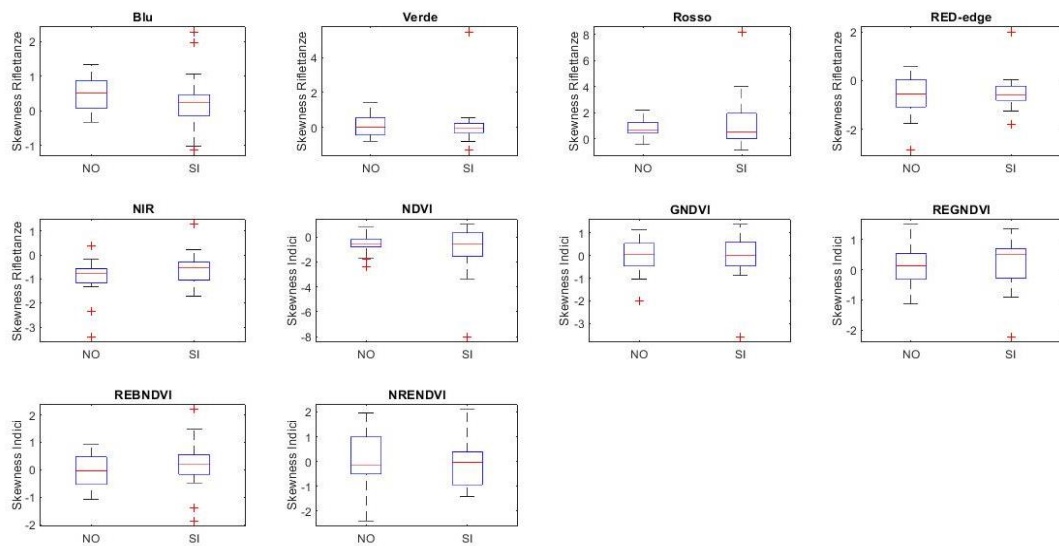 Blu
Skewness Riflettanze
2
1
0
-1
NO SI
Verde
Skewness Riflettanze
4
2
0
NO SI
Rosso
Skewness Riflettanze
8
6
4
2
0
NO SI
RED-edge
Skewness Riflettanze
2
0
-2
NO SI
NIR
Skewness Riflettanze
1
0
-1
-2
-3
NO SI
NDVI
Skewness Indici
0
-2
-4
-6
-8
NO SI
GNDVI
Skewness Indici
1
0
-1
-2
-3
NO SI
REGNDVI
Skewness Indici
1
0
-1
-2
NO SI
REBNDVI
Skewness Indici
2
1
0
-1
-2
NO SI
NRENDVI
Skewness Indici
2
1
0
-1
-2
NO SI